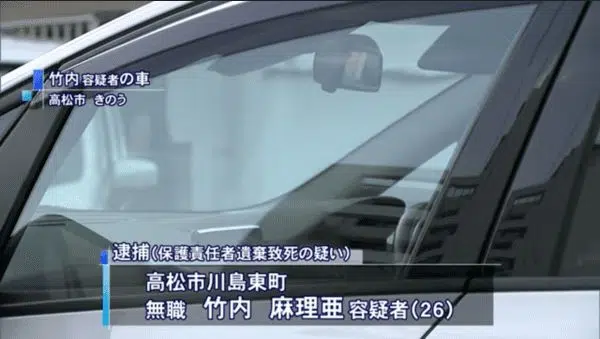 竹内 容疑者の車
高松市 きのう
逮捕(保護責任者遺棄致死の疑い)
高松市川島東町
無職 竹内 麻理亜 容疑者(26)